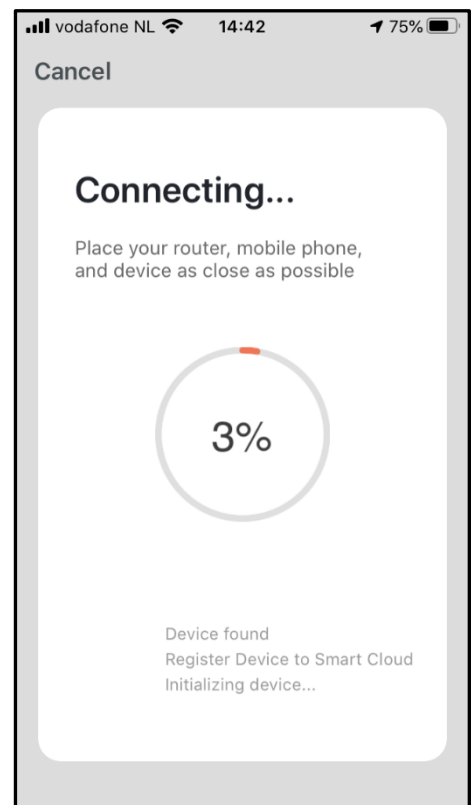 vodafone NL 14:42 75%
Cancel
Connecting...
Place your router, mobile phone,
and device as close as possible
3%
Device found
Register Device to Smart Cloud
Initializing device...